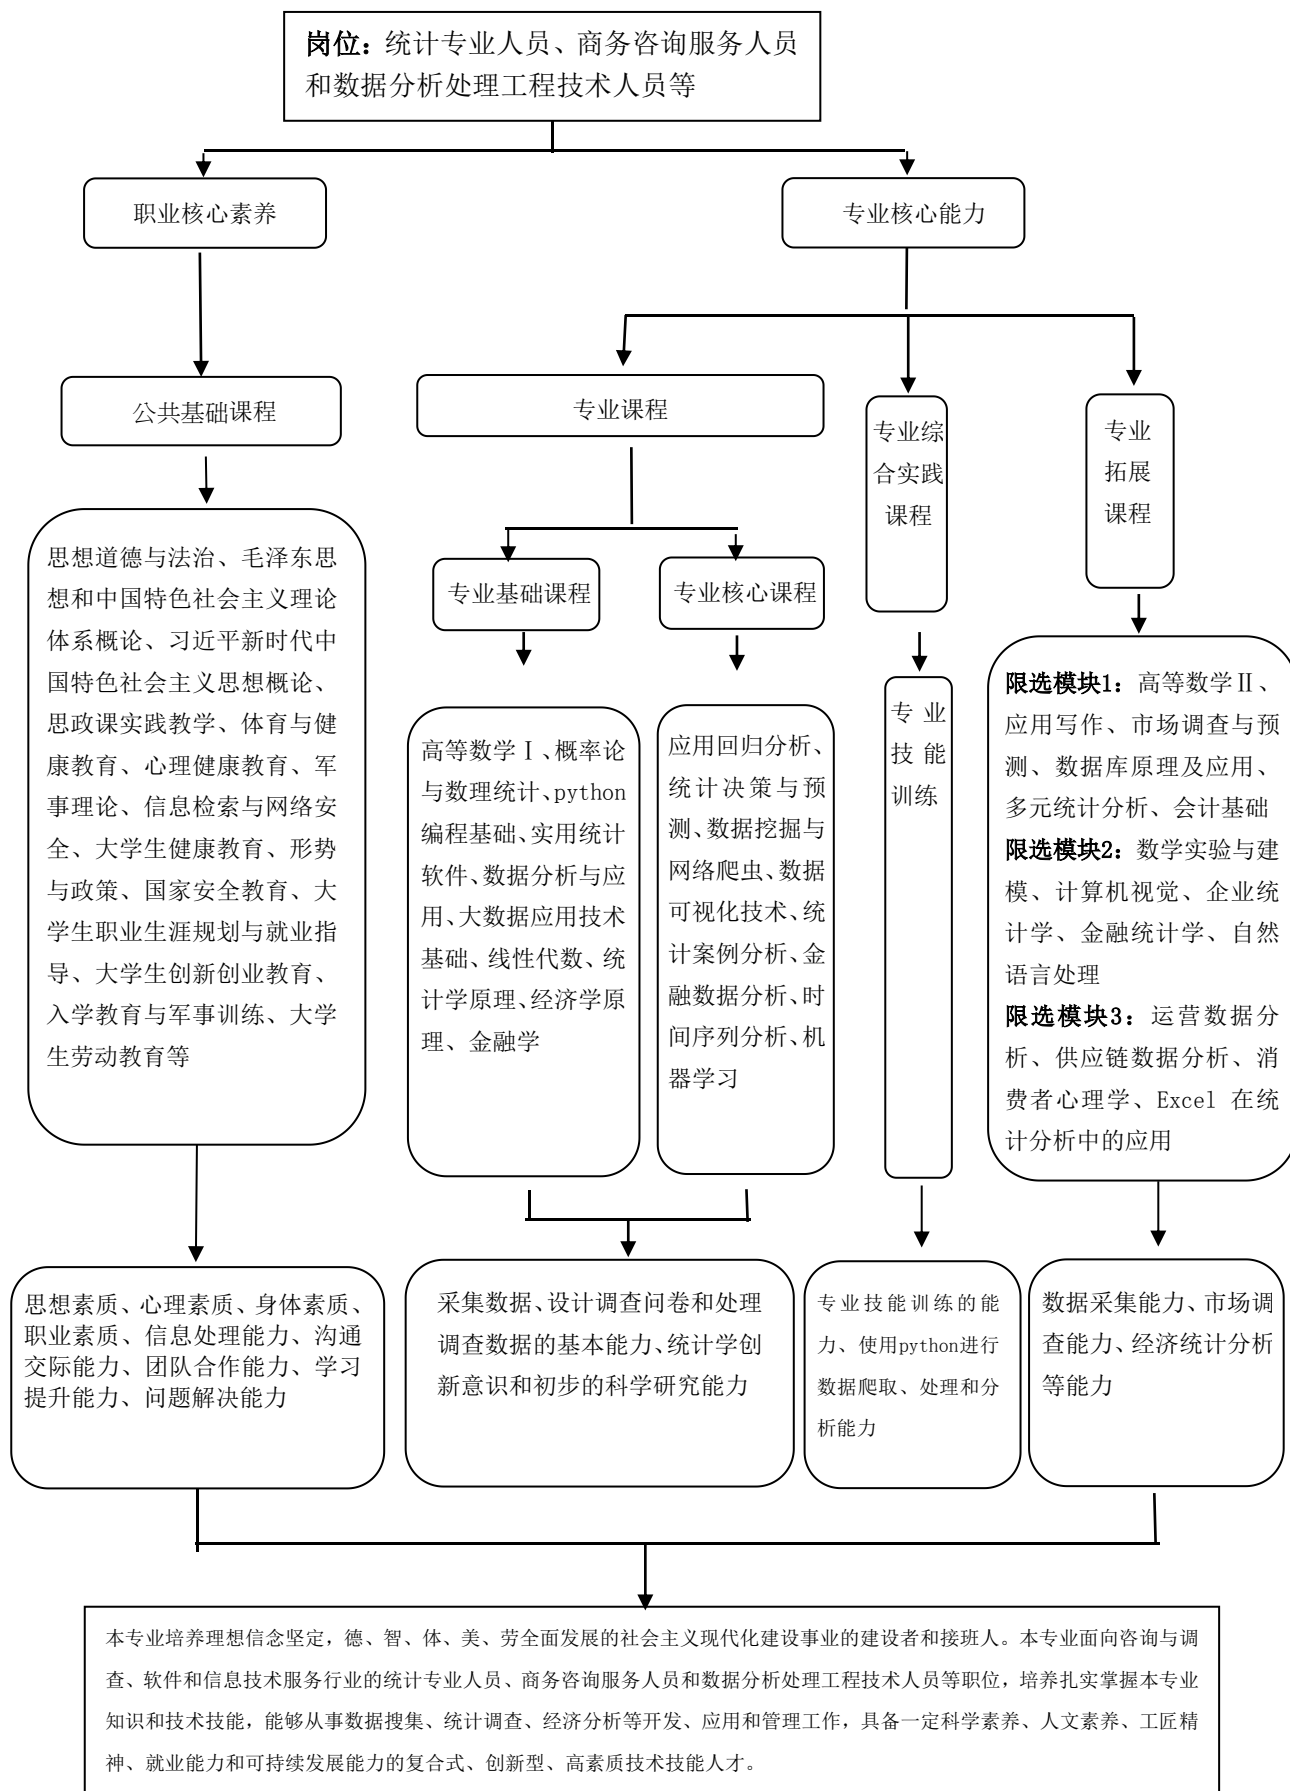 岗位：统计专业人员、商务咨询服务人员
和数据分析处理工程技术人员等
职业核心素养
专业核心能力
公共基础课程
专业课程
专业综
合实践
课程
专业
拓展
课程
专业基础课程
专业核心课程
思想道德与法治、毛泽东思
想和中国特色社会主义理论
体系概论、习近平新时代中
国特色社会主义思想概论、
思政课实践教学、体育与健
康教育、心理健康教育、军
事理论、信息检索与网络安
全、大学生健康教育、形势
与政策、国家安全教育、大
学生职业生涯规划与就业指
导、大学生创新创业教育、
入学教育与军事训练、大学
生劳动教育等
高等数学Ⅰ、概率论
与数理统计、python
编程基础、实用统计
软件、数据分析与应
用、大数据应用技术
基础、线性代数、统
计学原理、经济学原
理、金融学
应用回归分析、
统计决策与预
测、数据挖掘与
网络爬虫、数据
可视化技术、统
计案例分析、金
融数据分析、时
间序列分析、机
器学习
专业
技能
训练
限选模块1：高等数学Ⅱ、
应用写作、市场调查与预
测、数据库原理及应用、
多元统计分析、会计基础
限选模块2：数学实验与建
模、计算机视觉、企业统
计学、金融统计学、自然
语言处理
限选模块3：运营数据分
析、供应链数据分析、消
费者心理学、Excel 在统
计分析中的应用
思想素质、心理素质、身体素质、
职业素质、信息处理能力、沟通
交际能力、团队合作能力、学习
提升能力、问题解决能力
采集数据、设计调查问卷和处理
调查数据的基本能力、统计学创
新意识和初步的科学研究能力
专业技能训练的能
力、使用python进行
数据爬取、处理和分
析能力
数据采集能力、市场调
查能力、经济统计分析
等能力
本专业培养理想信念坚定，德、智、体、美、劳全面发展的社会主义现代化建设事业的建设者和接班人。本专业面向咨询与调
查、软件和信息技术服务行业的统计专业人员、商务咨询服务人员和数据分析处理工程技术人员等职位，培养扎实掌握本专业
知识和技术技能，能够从事数据搜集、统计调查、经济分析等开发、应用和管理工作，具备一定科学素养、人文素养、工匠精
神、就业能力和可持续发展能力的复合式、创新型、高素质技术技能人才。